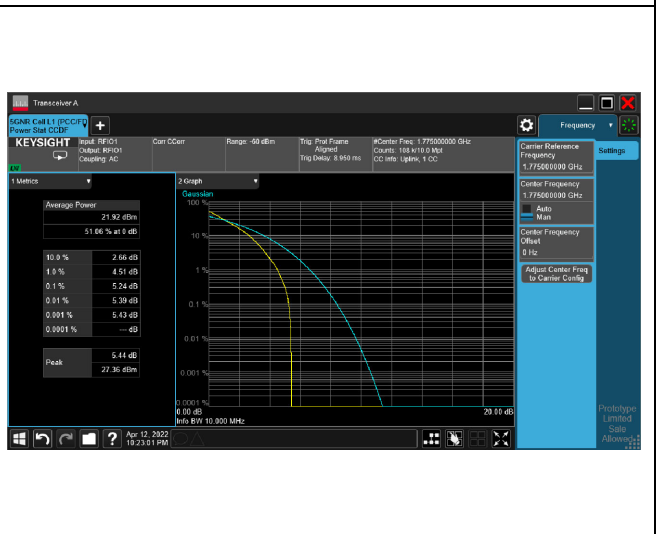 Transceiver A
5GNR Call L1 (PCC/FD
Power Stat CCDF
Frequency
KEYSIGHT
Input: RFIO1
Output: RFIO1
Coupling: AC
Corr CCorr
Range: -60 dBm
Trig: Prot Frame
Aligned
Trig Delay: 8.950 ms
#Center Freq: 1.775000000 GHz
Counts: 108 k/10.0 Mpt
CC Info: Uplink, 1 CC
Carrier Reference
Frequency
1.775000000 GHz
Settings
Center Frequency
1.775000000 GHz
Auto
Man
Center Frequency
Offset
0 Hz
Adjust Center Freq
to Carrier Config
1 Metrics
Average Power
21.92 dBm
51.06 % at 0 dB
10.0 % 2.66 dB
1.0 % 4.51 dB
0.1 % 5.24 dB
0.01 % 5.39 dB
0.001 % 5.43 dB
0.0001 % --- dB
Peak
5.44 dB
27.36 dBm
2 Graph
Gaussian
100 %
10 %
1 %
0.1 %
0.01 %
0.001 %
0.0001 %
0.00 dB
20.00 dB
Info BW 10.000 MHz
Apr 12, 2022
10:23:01 PM
Prototype
Limited
Sale
Allowed